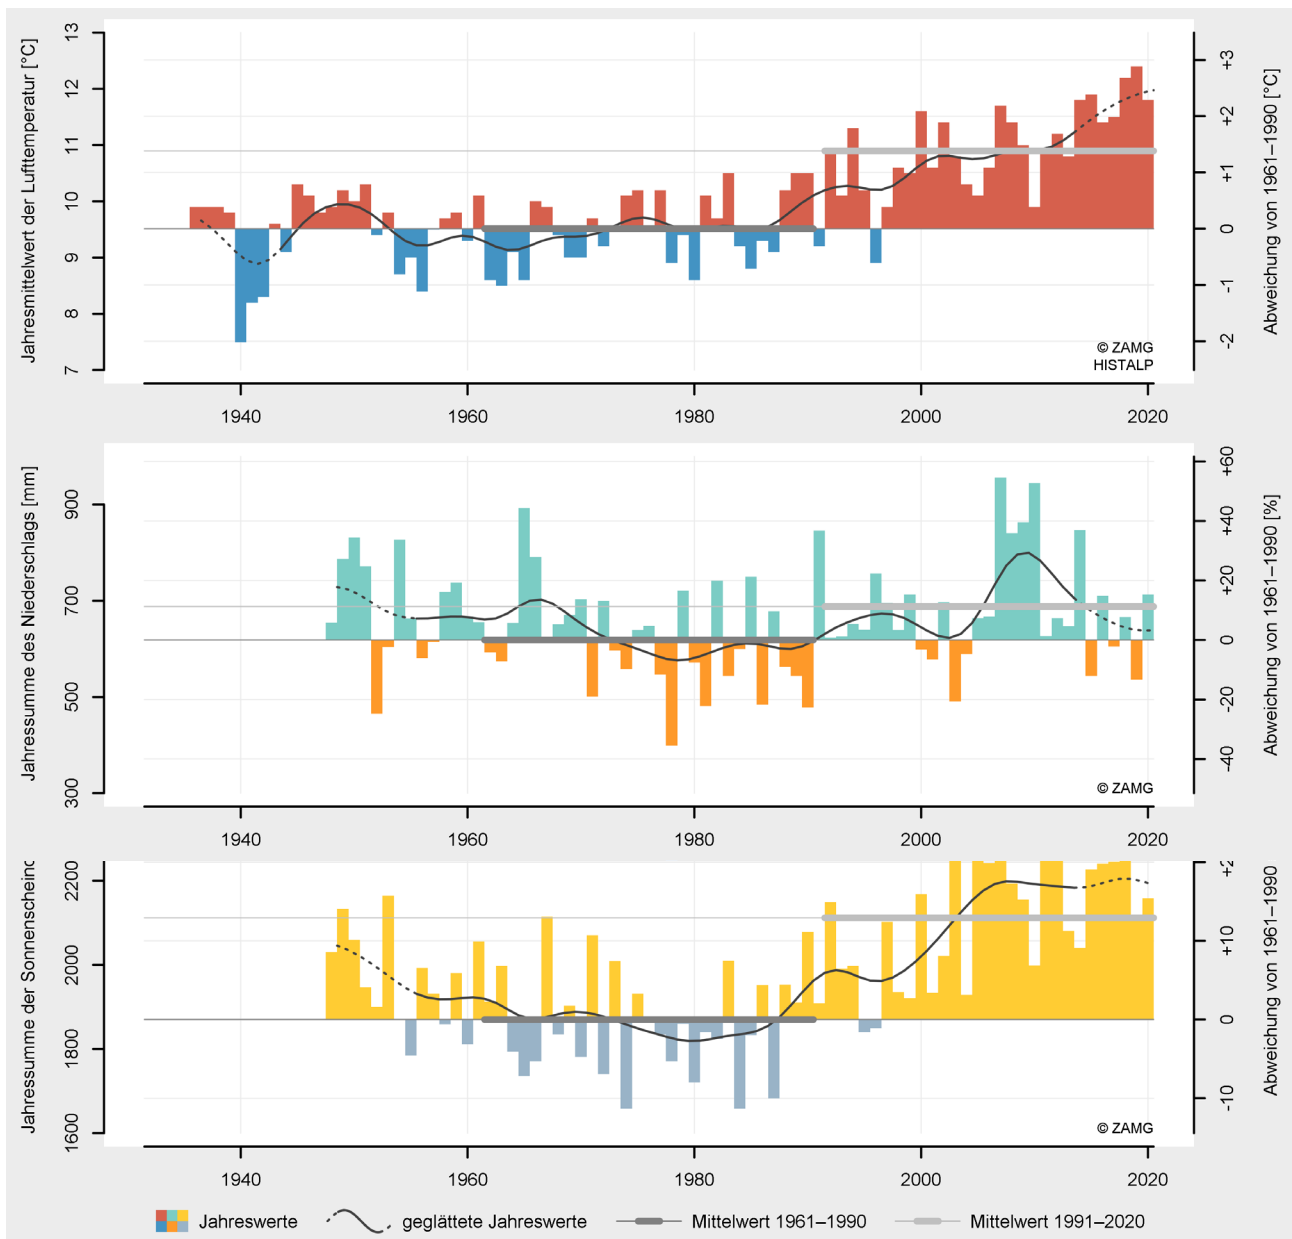 Jahresmittelwert der Lufttemperatur [°C]
13
12
11
10
9
8
7
+3
+2
+1
0
-1
-2
Abweichung von 1961–1990 [°C]
© ZAMG
HISTALP
1940 1960 1980 2000 2020
Jahressumme des Niederschlags [mm]
900
700
500
300
+60
+40
+20
0
-20
-40
Abweichung von 1961–1990 [%]
© ZAMG
1940 1960 1980 2000 2020
Jahressumme der Sonnenschein
2200
2000
1800
1600
+2
+10
0
-10
Abweichung von 1961–1990
© ZAMG
1940 1960 1980 2000 2020
Jahreswerte geglättete Jahreswerte Mittelwert 1961–1990 Mittelwert 1991–2020